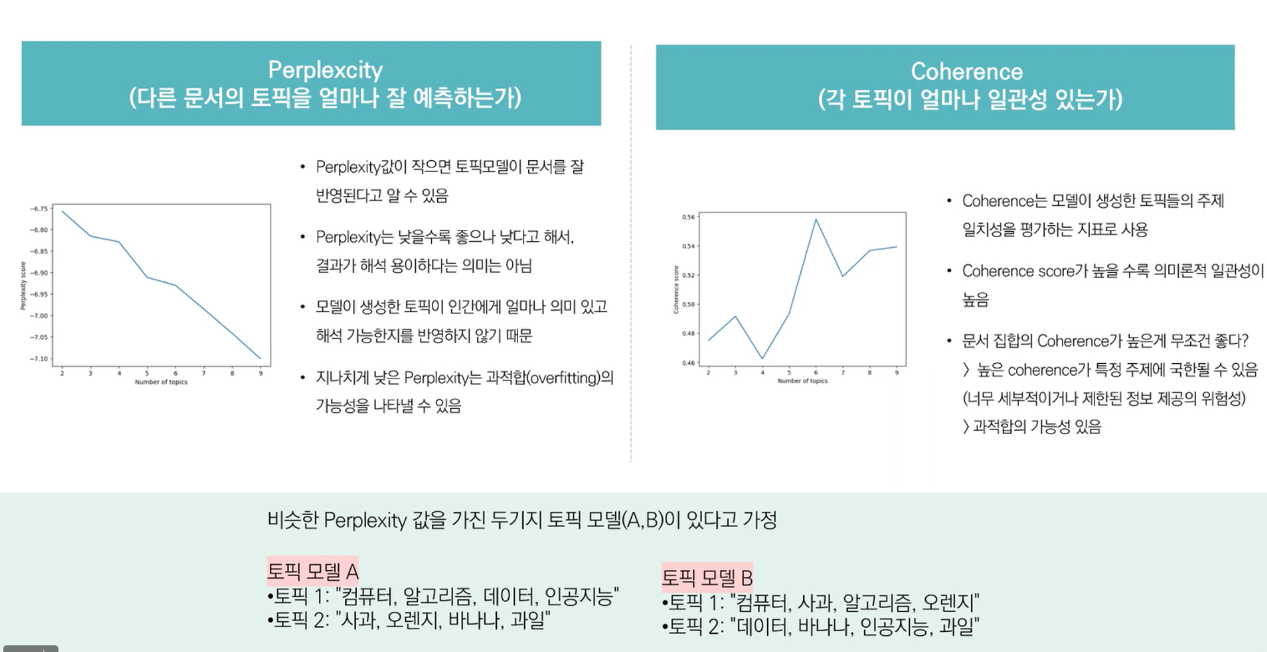 Perplexcity
(다른 문서의 토픽을 얼마나 잘 예측하는가)
-6.75
-6.80
-6.85
-6.90
-6.95
-7.00
-7.05
-7.10
Perplexity score
2 3 4 5 6 7 8 9
Number of topics
• Perplexity값이 작으면 토픽모델이 문서를 잘
반영된다고 알 수 있음
• Perplexity는 낮을수록 좋으나 낮다고 해서,
결과가 해석 용이하다는 의미는 아님
• 모델이 생성한 토픽이 인간에게 얼마나 의미 있고
해석 가능한지를 반영하지 않기 때문
• 지나치게 낮은 Perplexity는 과적합(overfitting)의
가능성을 나타낼 수 있음
Coherence
(각 토픽이 얼마나 일관성 있는가)
0.56
0.54
0.52
0.50
0.48
0.46
Coherence score
2 3 4 5 6 7 8 9
Number of topics
• Coherence는 모델이 생성한 토픽들의 주제
일치성을 평가하는 지표로 사용
• Coherence score가 높을 수록 의미론적 일관성이
높음
• 문서 집합의 Coherence가 높은게 무조건 좋다?
〉 높은 coherence가 특정 주제에 국한될 수 있음
(너무 세부적이거나 제한된 정보 제공의 위험성)
〉 과적합의 가능성 있음
비슷한 Perplexity 값을 가진 두기지 토픽 모델(A,B)이 있다고 가정
토픽 모델 A
•토픽 1: "컴퓨터, 알고리즘, 데이터, 인공지능"
•토픽 2: "사과, 오렌지, 바나나, 과일"
토픽 모델 B
•토픽 1: "컴퓨터, 사과, 알고리즘, 오렌지"
•토픽 2: "데이터, 바나나, 인공지능, 과일"